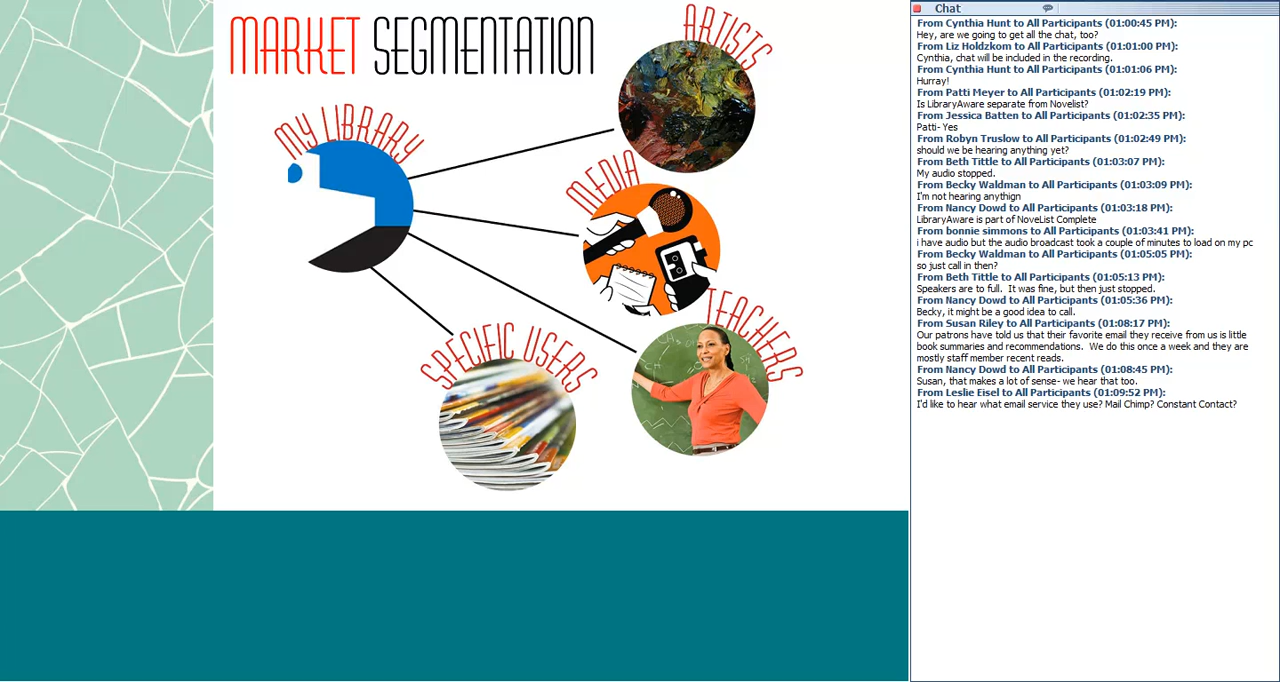 MARKET SEGMENTATION
ARTISTS
MY LIBRARY
MEDIA
TEACHERS
SPECIFIC USERS
Chat
From Cynthia Hunt to All Participants (01:00:45 PM):
Hey, are we going to get all the chat, too?
From Liz Holdzkom to All Participants (01:01:00 PM):
Cynthia, chat will be included in the recording.
From Cynthia Hunt to All Participants (01:01:06 PM):
Hurray!
From Patti Meyer to All Participants (01:02:19 PM):
Is LibraryAware separate from Novelist?
From Jessica Batten to All Participants (01:02:35 PM):
Patti- Yes
From Robyn Truslow to All Participants (01:02:49 PM):
should we be hearing anything yet?
From Beth Tittle to All Participants (01:03:07 PM):
My audio stopped.
From Becky Waldman to All Participants (01:03:09 PM):
I'm not hearing anythign
From Nancy Dowd to All Participants (01:03:18 PM):
LibraryAware is part of NoveList Complete
From bonnie simmons to All Participants (01:03:41 PM):
i have audio but the audio broadcast took a couple of minutes to load on my pc
From Becky Waldman to All Participants (01:05:05 PM):
so just call in then?
From Beth Tittle to All Participants (01:05:13 PM):
Speakers are to full.  It was fine, but then just stopped.
From Nancy Dowd to All Participants (01:05:36 PM):
Becky, it might be a good idea to call.
From Susan Riley to All Participants (01:08:17 PM):
Our patrons have told us that their favorite email they receive from us is little
book summaries and recommendations.  We do this once a week and they are
mostly staff member recent reads.
From Nancy Dowd to All Participants (01:08:45 PM):
Susan, that makes a lot of sense- we hear that too.
From Leslie Eisel to All Participants (01:09:52 PM):
I'd like to hear what email service they use? Mail Chimp? Constant Contact?